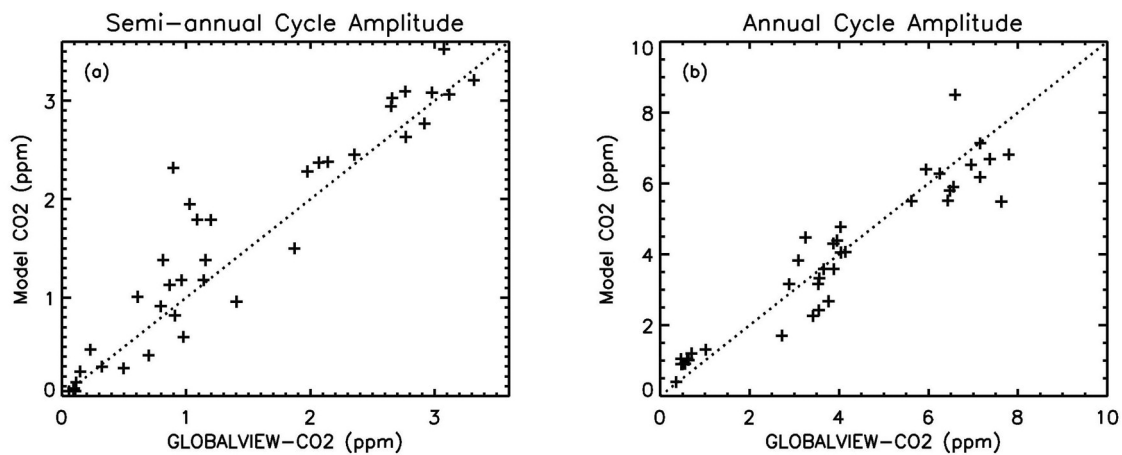 Semi-annual Cycle Amplitude
(a)
Model CO2 (ppm)
3
2
1
0
0 1 2 3
GLOBALVIEW-CO2 (ppm)
Annual Cycle Amplitude
(b)
Model CO2 (ppm)
10
8
6
4
2
0
0 2 4 6 8 10
GLOBALVIEW-CO2 (ppm)